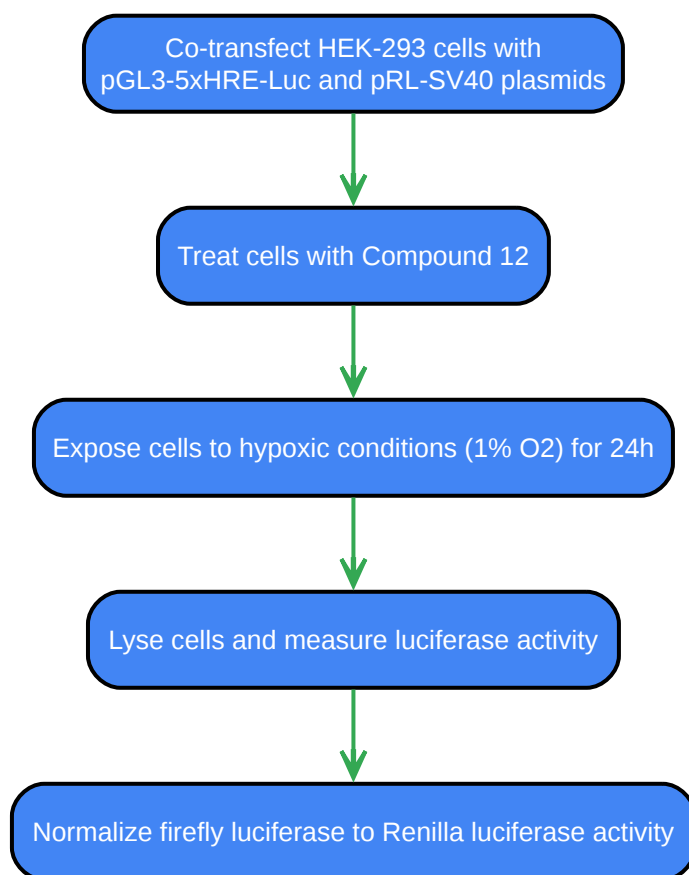 Co-transfect HEK-293 cells with
pGL3-5xHRE-Luc and pRL-SV40 plasmids
Treat cells with Compound 12
Expose cells to hypoxic conditions (1% O2) for 24h
Lyse cells and measure luciferase activity
Normalize firefly luciferase to Renilla luciferase activity